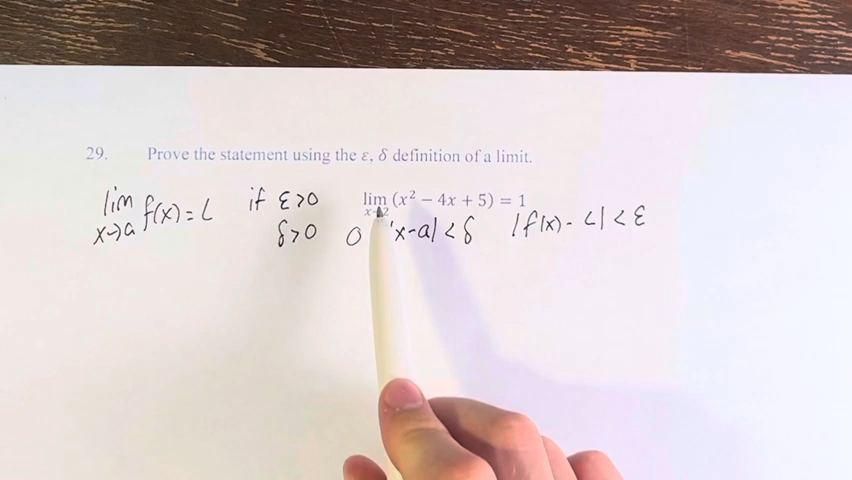 29. Prove the statement using the ε, δ definition of a limit.
lim f(x) = L if ε>0 lim (x² − 4x + 5) = 1
x→a x→2
δ>0 0 x-a| < δ |f(x) - L| < ε